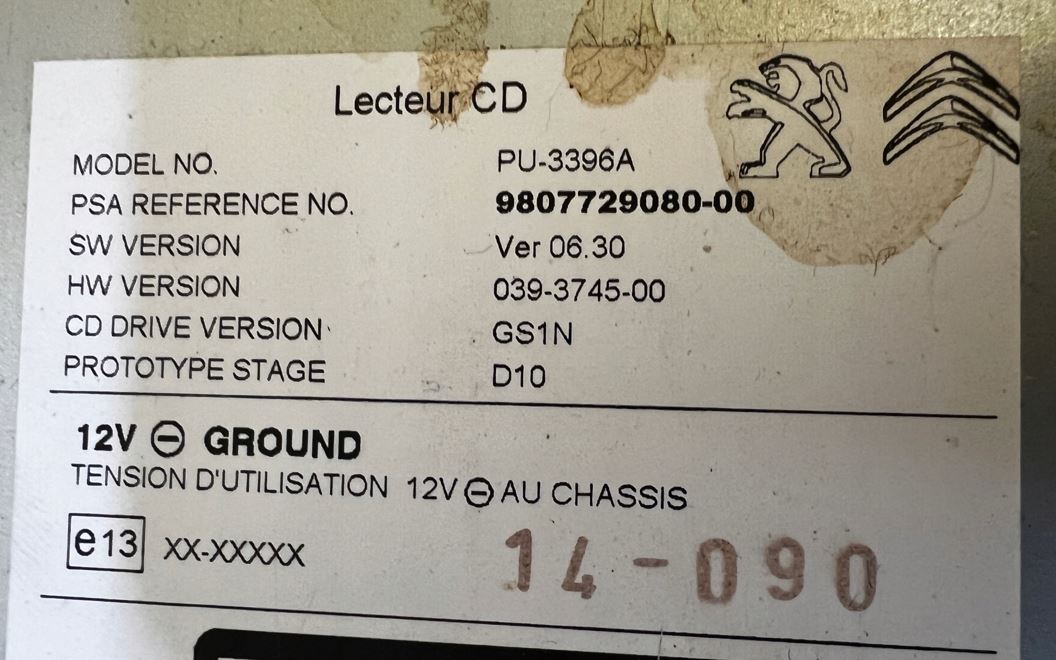 Lecteur CD
MODEL NO. PU-3396A
PSA REFERENCE NO. 9807729080-00
SW VERSION Ver 06.30
HW VERSION 039-3745-00
CD DRIVE VERSION GS1N
PROTOTYPE STAGE D10
12V ⊖ GROUND
TENSION D'UTILISATION 12V ⊖ AU CHASSIS
e13 XX-XXXXX
14-090